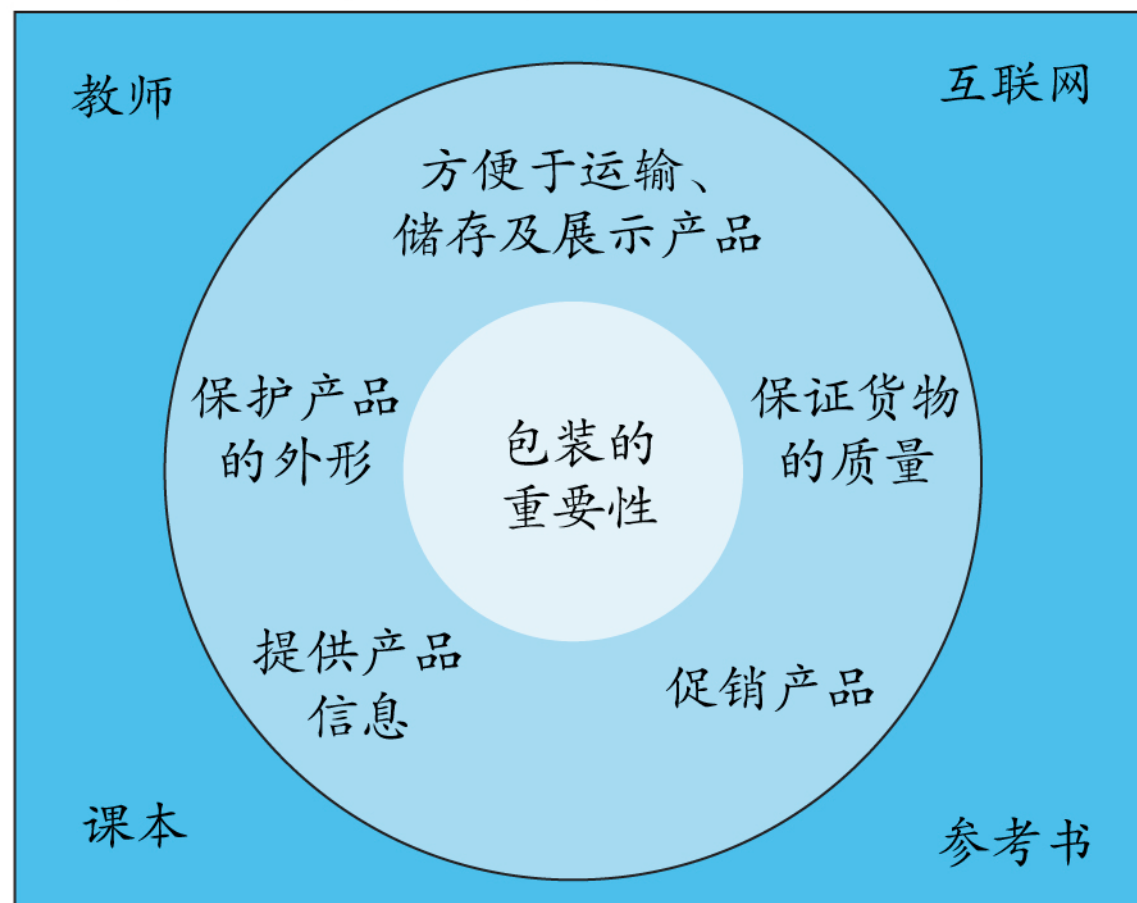 教师
互联网
方便于运输、
储存及展示产品
保护产品
的外形
包装的
重要性
保证货物
的质量
提供产品
信息
促销产品
课本
参考书